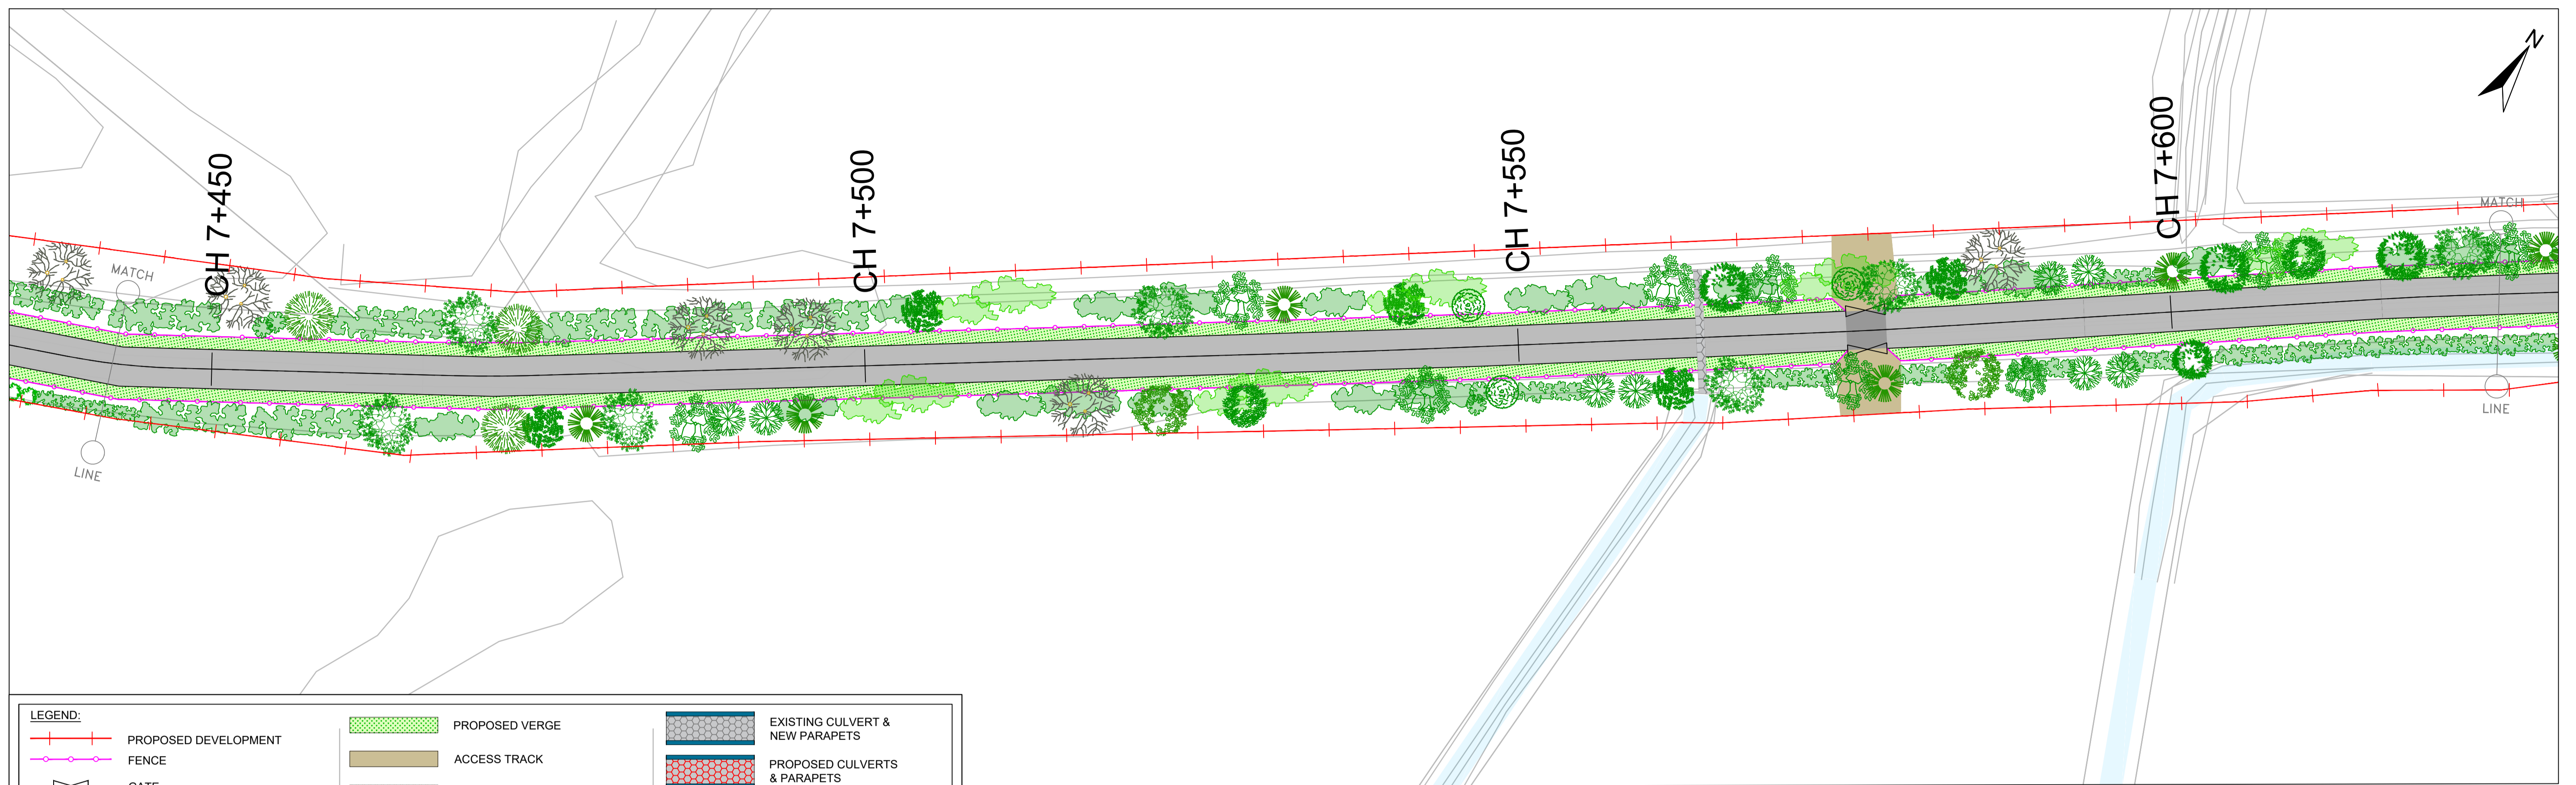 N
CH 7+450
CH 7+500
CH 7+550
CH 7+600
MATCH
LINE
MATCH
LINE
LEGEND:
PROPOSED DEVELOPMENT
FENCE
GATE
PROPOSED VERGE
ACCESS TRACK
EXISTING CULVERT &
NEW PARAPETS
PROPOSED CULVERTS
& PARAPETS